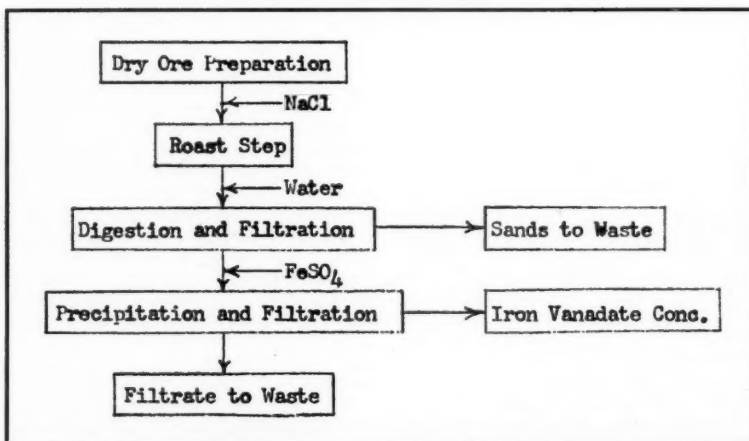 Dry Ore Preparation
NaCl
Roast Step
Water
Digestion and Filtration
Sands to Waste
FeSO4
Precipitation and Filtration
Iron Vanadate Conc.
Filtrate to Waste